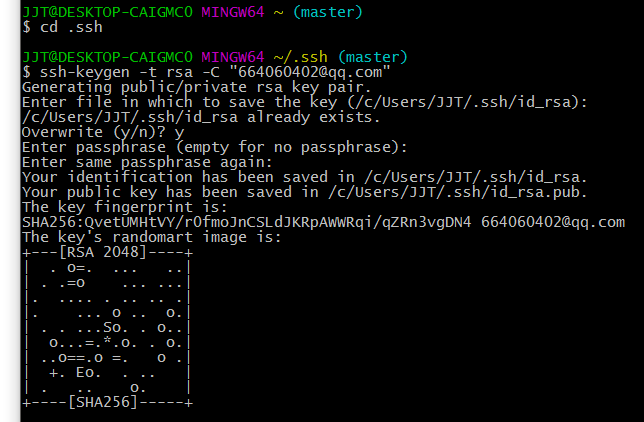 JJT@DESKTOP-CAIGMCO MINGW64 ~ (master)
$ cd .ssh
JJT@DESKTOP-CAIGMCO MINGW64 ~/.ssh (master)
$ ssh-keygen -t rsa -C "664060402@qq.com"
Generating public/private rsa key pair.
Enter file in which to save the key (/c/Users/JJT/.ssh/id_rsa):
/c/Users/JJT/.ssh/id_rsa already exists.
Overwrite (y/n)? y
Enter passphrase (empty for no passphrase):
Enter same passphrase again:
Your identification has been saved in /c/Users/JJT/.ssh/id_rsa.
Your public key has been saved in /c/Users/JJT/.ssh/id_rsa.pub.
The key fingerprint is:
SHA256:QvetUMHtVY/rOfmoJnCSLdJKRpAWWRqi/qZRn3vgDN4 664060402@qq.com
The key's randomart image is:
+---[RSA 2048]----+
|  . o=.  ...   ..|
| . .=o    ... ...|
|.  .... . .. .. .|
|.    ... o ..  o.|
| . . ...So. . o..|
|  o...=.*.o. . o.|
| ..o==.o =.   o .|
|  +. Eo.  . ..   |
| .   ..    o.    |
+----[SHA256]-----+